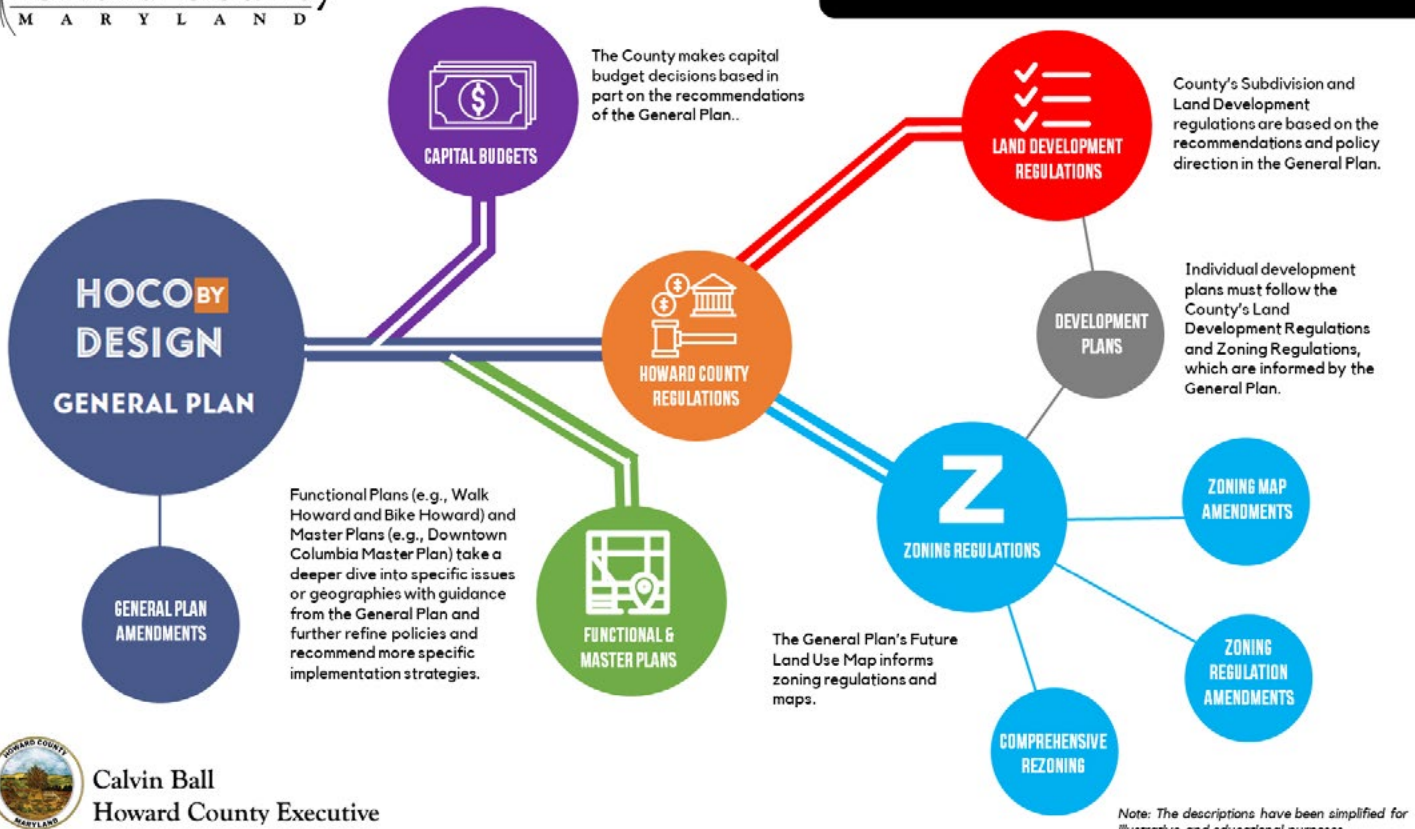 MARYLAND
The County makes capital
budget decisions based in
part on the recommendations
of the General Plan..
CAPITAL BUDGETS
LAND DEVELOPMENT
REGULATIONS
County's Subdivision and
Land Development
regulations are based on the
recommendations and policy
direction in the General Plan.
HOCO BY
DESIGN
GENERAL PLAN
HOWARD COUNTY
REGULATIONS
DEVELOPMENT
PLANS
Individual development
plans must follow the
County's Land
Development Regulations
and Zoning Regulations,
which are informed by the
General Plan.
Functional Plans (e.g., Walk
Howard and Bike Howard) and
Master Plans (e.g., Downtown
Columbia Master Plan) take a
deeper dive into specific issues
or geographies with guidance
from the General Plan and
further refine policies and
recommend more specific
implementation strategies.
GENERAL PLAN
AMENDMENTS
FUNCTIONAL &
MASTER PLANS
Z
ZONING REGULATIONS
ZONING MAP
AMENDMENTS
The General Plan's Future
Land Use Map informs
zoning regulations and
maps.
ZONING
REGULATION
AMENDMENTS
COMPREHENSIVE
REZONING
HOWARD COUNTY
MARYLAND
Calvin Ball
Howard County Executive
Note: The descriptions have been simplified for
illustrative and educational purposes